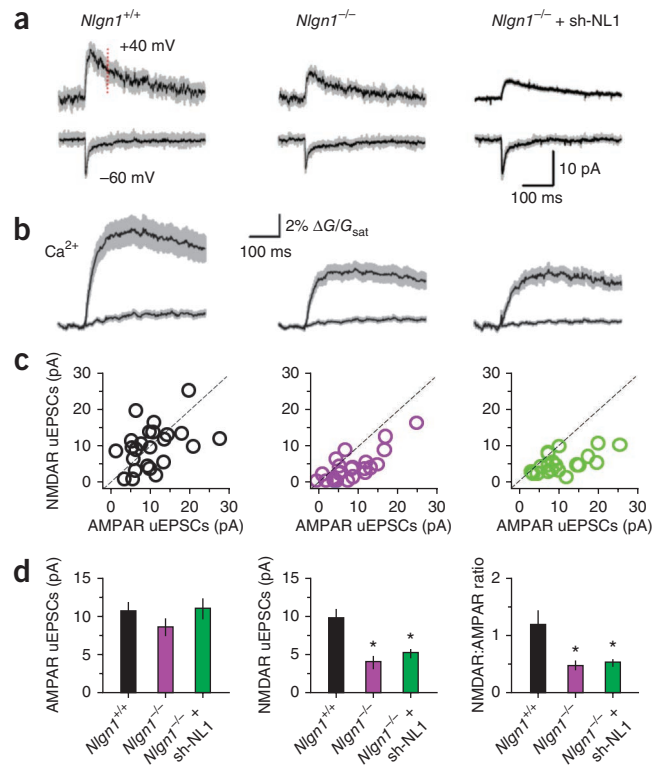 a
Nlgn1+/+
Nlgn1–/–
Nlgn1–/– + sh-NL1
+40 mV
–60 mV
10 pA
100 ms
b
Ca2+
2% ΔG/Gsat
100 ms
c
NMDAR uEPSCs (pA)
30
20
10
0
0
10
20
30
AMPAR uEPSCs (pA)
30
20
10
0
0
10
20
30
AMPAR uEPSCs (pA)
30
20
10
0
0
10
20
30
AMPAR uEPSCs (pA)
d
AMPAR uEPSCs (pA)
15
10
5
0
Nlgn1+/+
Nlgn1–/–
Nlgn1–/– +
sh-NL1
NMDAR uEPSCs (pA)
15
10
5
0
*
*
Nlgn1+/+
Nlgn1–/–
Nlgn1–/– +
sh-NL1
NMDAR:AMPAR ratio
2
1
0
*
*
Nlgn1+/+
Nlgn1–/–
Nlgn1–/– +
sh-NL1